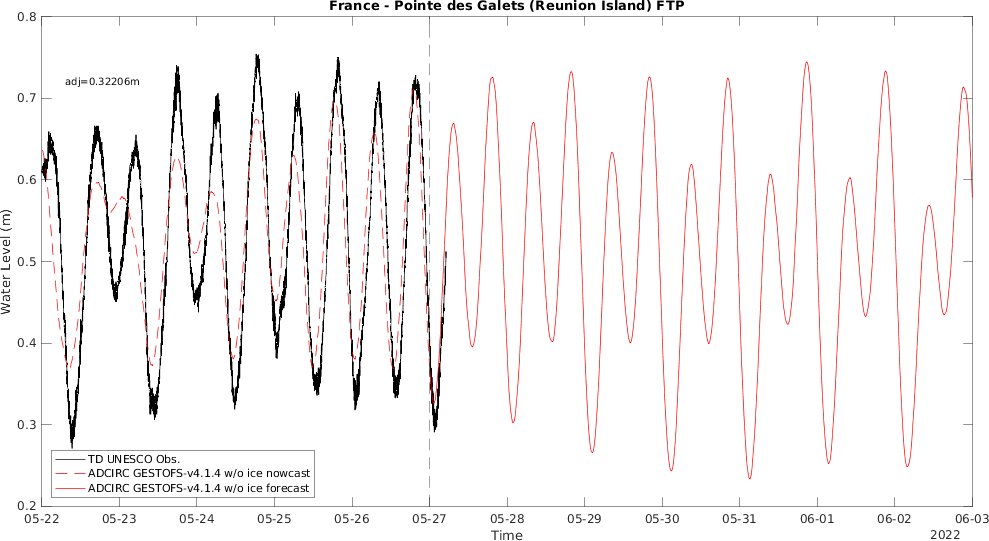 France - Pointe des Galets (Reunion Island) FTP
0.8
0.7
0.6
0.5
0.4
0.3
0.2
Water Level (m)
adj=0.32206m
TD UNESCO Obs.
ADCIRC GESTOFS-v4.1.4 w/o ice nowcast
ADCIRC GESTOFS-v4.1.4 w/o ice forecast
05-22 05-23 05-24 05-25 05-26 05-27 05-28 05-29 05-30 05-31 06-01 06-02 06-03
Time
2022